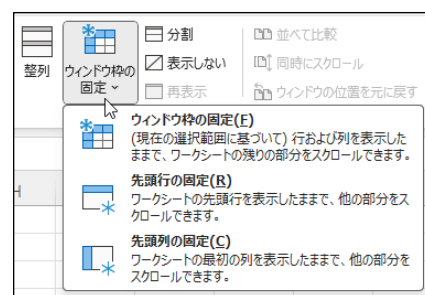 整列
ウィンドウ枠の
固定
分割
表示しない
再表示
並べて比較
同時にスクロール
ウィンドウの位置を元に戻す
H
ウィンドウ枠の固定(F)
(現在の選択範囲に基づいて) 行および列を表示した
ままで、ワークシートの残りの部分をスクロールできます。
先頭行の固定(R)
ワークシートの先頭行を表示したままで、他の部分をス
クロールできます。
先頭列の固定(C)
ワークシートの最初の列を表示したままで、他の部分を
スクロールできます。